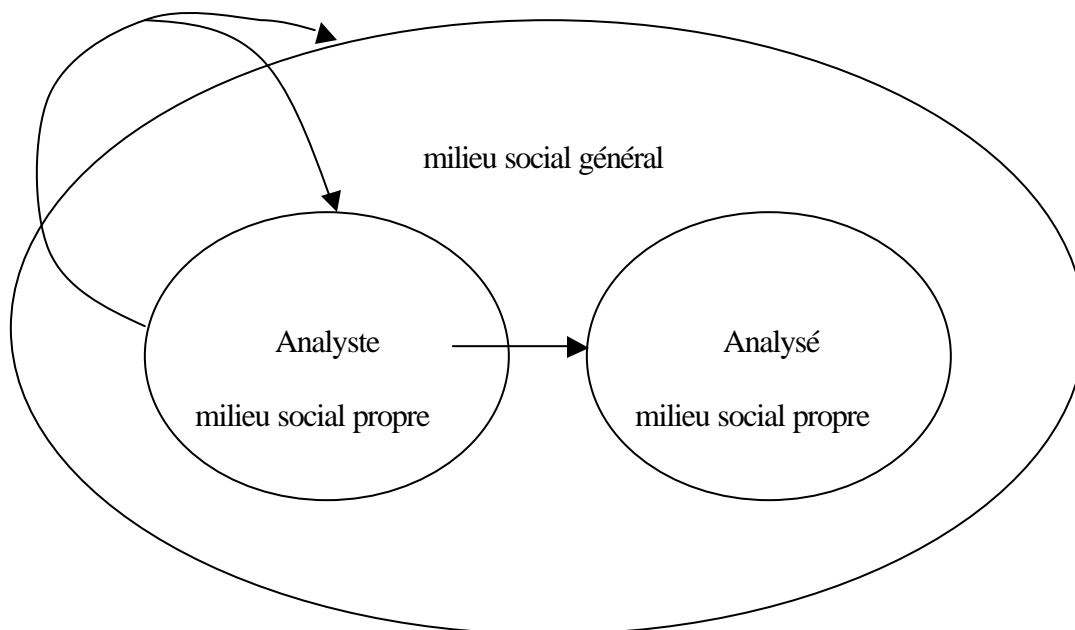 milieu social général
Analyste
Analysé
milieu social propre
milieu social propre